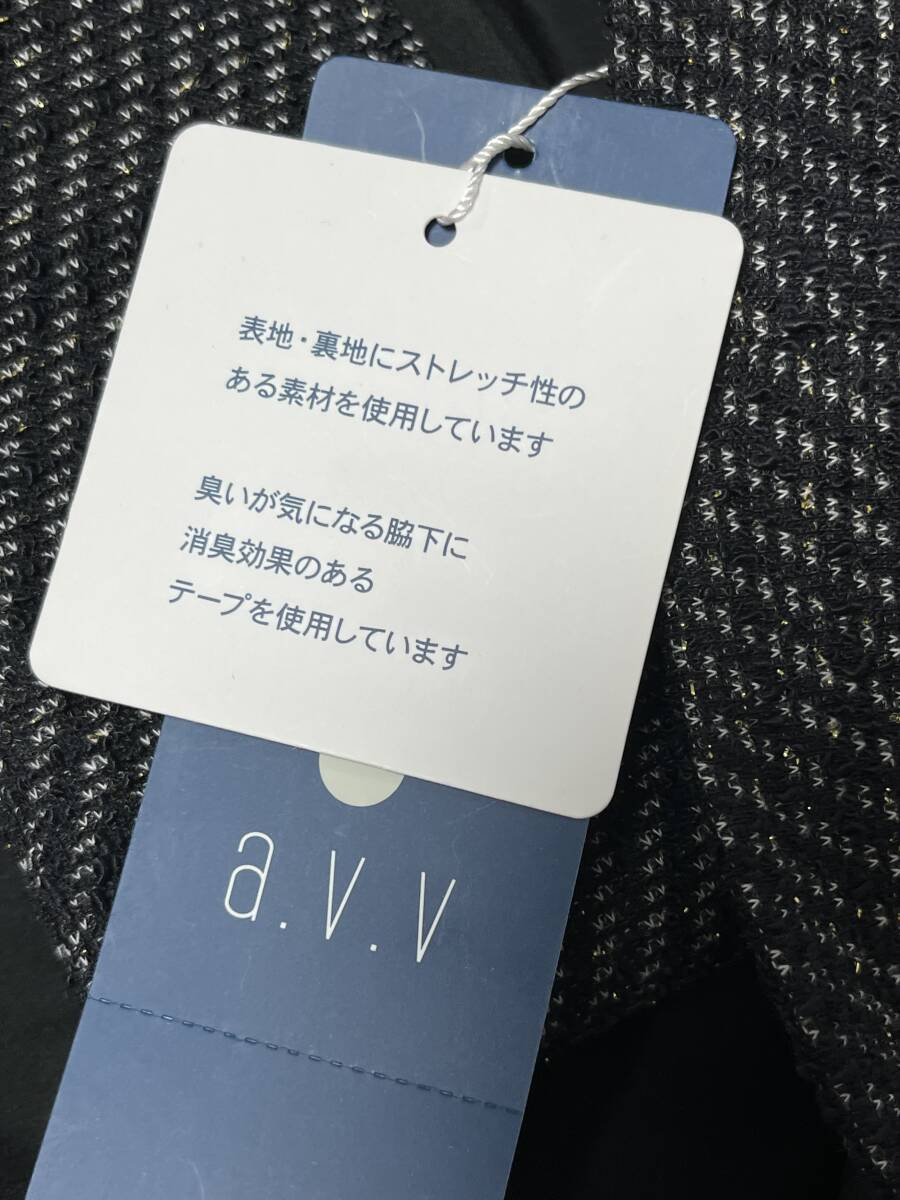 表地・裏地にストレッチ性の
ある素材を使用しています
臭いが気になる脇下に
消臭効果のある
テープを使用しています
a.v.v